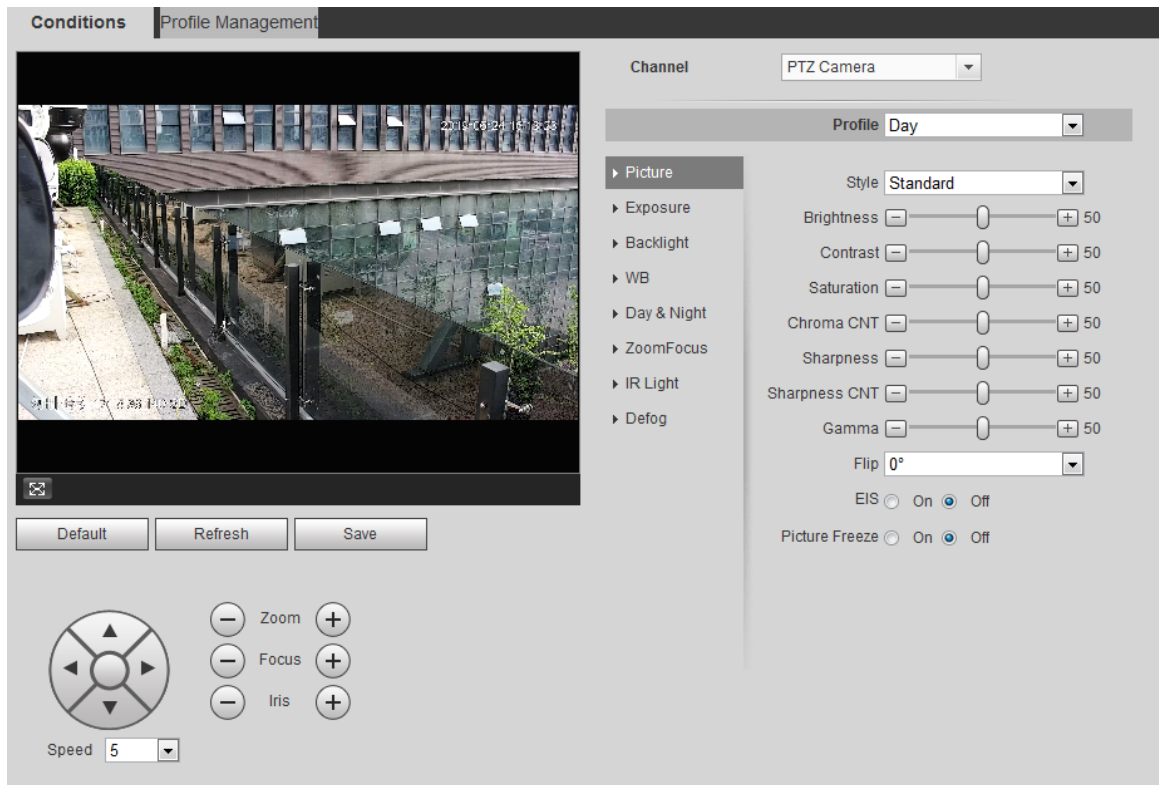 Conditions
Profile Management
Channel PTZ Camera
Profile Day
Picture
Exposure
Backlight
WB
Day & Night
ZoomFocus
IR Light
Defog
Style Standard
Brightness 50
Contrast 50
Saturation 50
Chroma CNT 50
Sharpness 50
Sharpness CNT 50
Gamma 50
Flip 0°
EIS On Off
Picture Freeze On Off
Default Refresh Save
Zoom
Focus
Iris
Speed 5